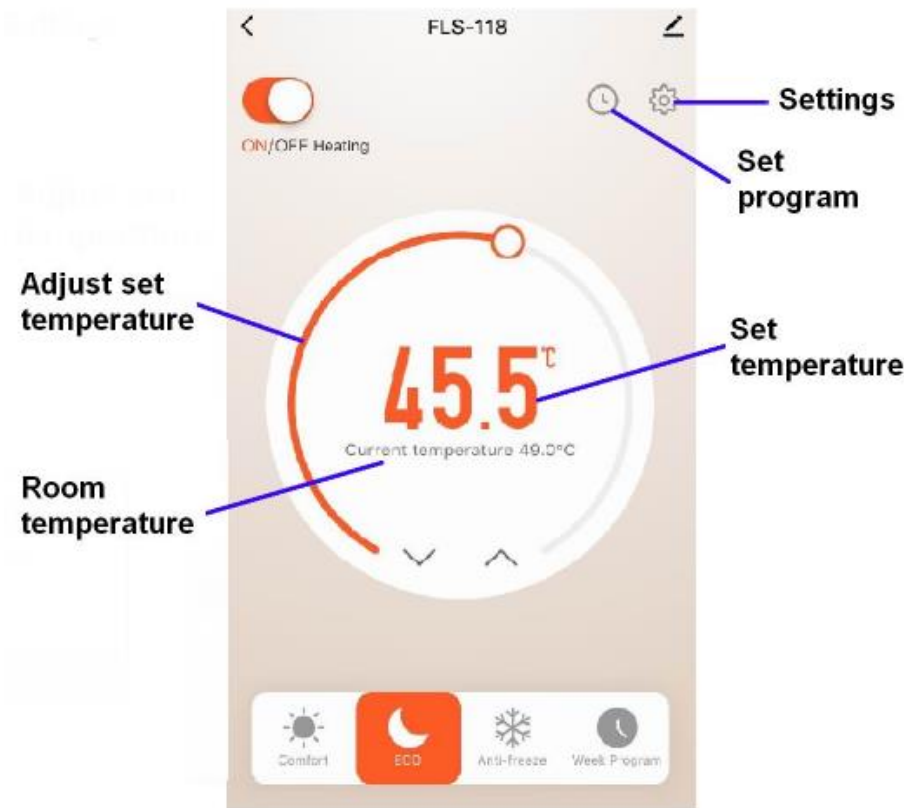 FLS-118
Settings
ON/OFF Heating
Set
program
Adjust set
temperature
45.5℃
Set
temperature
Current temperature 49.0°C
Room
temperature
Comfort
ECO
Anti-freeze
Week Program